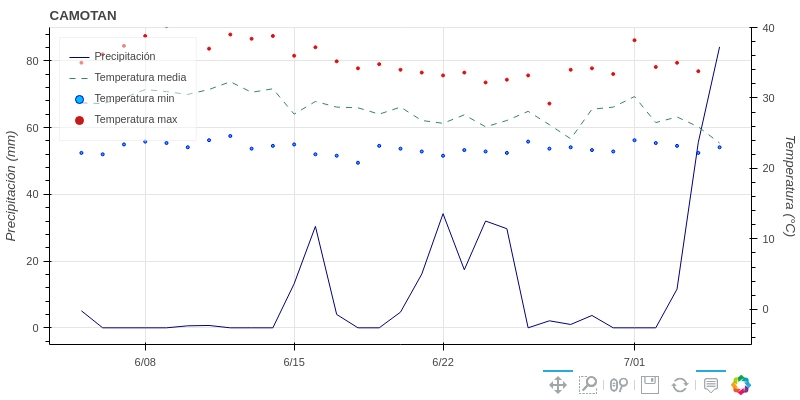 CAMOTAN
Precipitación
Temperatura media
Temperatura min
Temperatura max
Precipitación (mm)
80
60
40
20
0
40
30
20
10
0
Temperatura (°C)
6/08
6/15
6/22
7/01